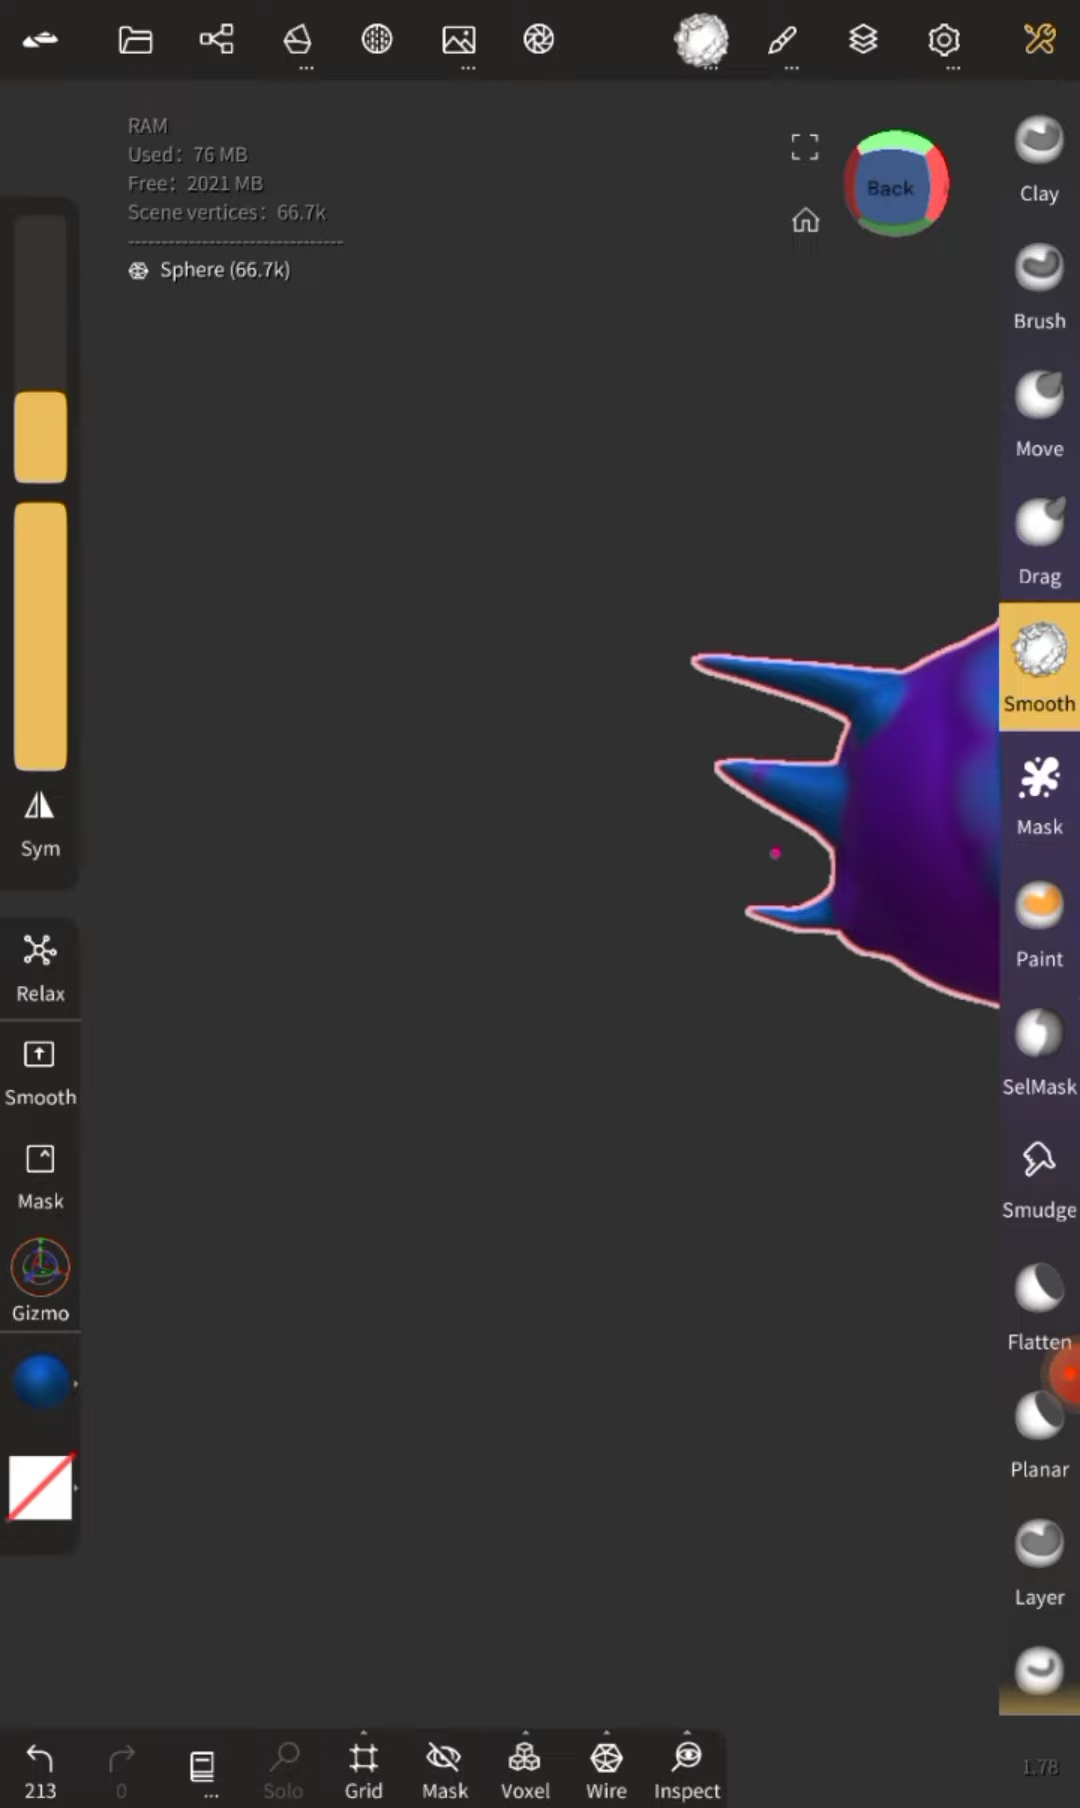 RAM
Used: 76 MB
Free: 2021 MB
Scene vertices: 66.7k
--------------------------------
Sphere (66.7k)
Back
Clay
Brush
Move
Drag
Smooth
Mask
Paint
SelMask
Smudge
Flatten
Planar
Layer
Sym
Relax
Smooth
Mask
Gizmo
213
0
...
Solo
Grid
Mask
Voxel
Wire
Inspect
1.78